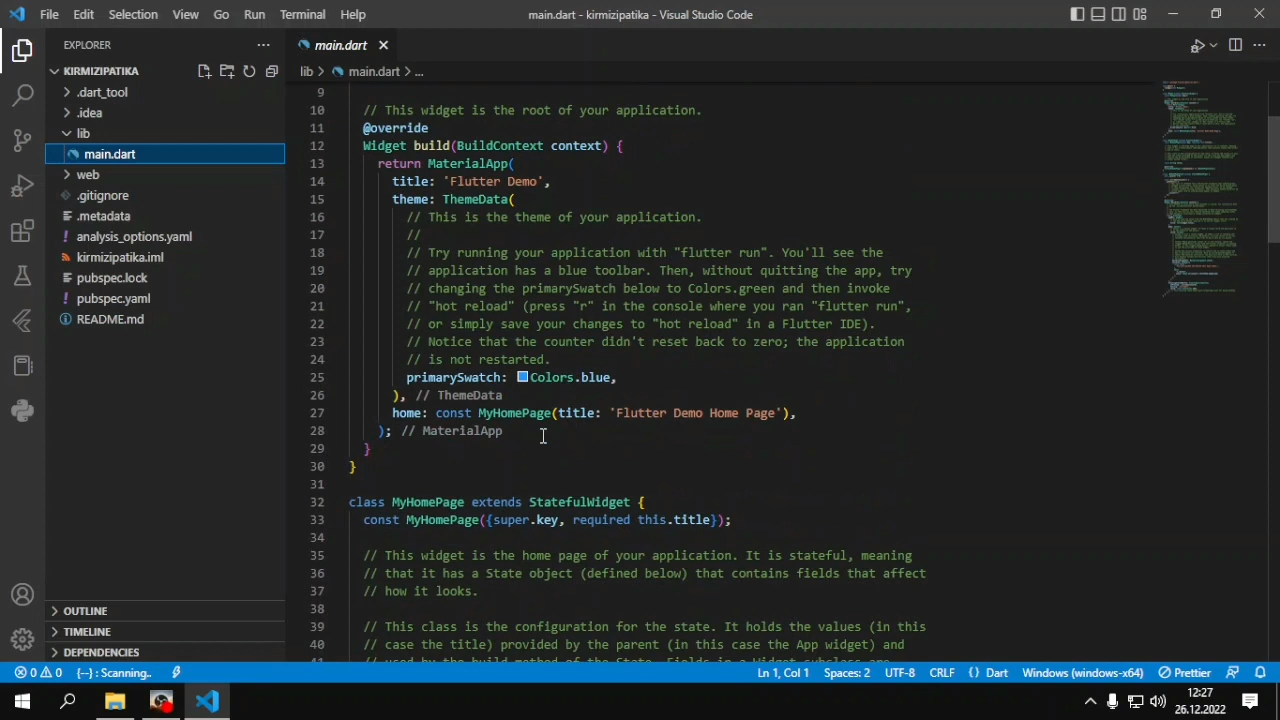 File Edit Selection View Go Run Terminal Help
main.dart - kirmizipatika - Visual Studio Code
EXPLORER
KIRMIZIPATIKA
.dart_tool
.idea
lib
main.dart
web
.gitignore
.metadata
analysis_options.yaml
kirmizipatika.iml
pubspec.lock
pubspec.yaml
README.md
OUTLINE
TIMELINE
DEPENDENCIES
main.dart
lib > main.dart > ...
9
10 // This widget is the root of your application.
11 @override
12 Widget build(BuildContext context) {
13 return MaterialApp(
14 title: 'Flutter Demo',
15 theme: ThemeData(
16 // This is the theme of your application.
17 //
18 // Try running your application with "flutter run". You'll see the
19 // application has a blue toolbar. Then, without quitting the app, try
20 // changing the primarySwatch below to Colors.green and then invoke
21 // "hot reload" (press "r" in the console where you ran "flutter run",
22 // or simply save your changes to "hot reload" in a Flutter IDE).
23 // Notice that the counter didn't reset back to zero; the application
24 // is not restarted.
25 primarySwatch: Colors.blue,
26 ), // ThemeData
27 home: const MyHomePage(title: 'Flutter Demo Home Page'),
28 ); // MaterialApp
29 }
30 }
31
32 class MyHomePage extends StatefulWidget {
33 const MyHomePage({super.key, required this.title});
34
35 // This widget is the home page of your application. It is stateful, meaning
36 // that it has a State object (defined below) that contains fields that affect
37 // how it looks.
38
39 // This class is the configuration for the state. It holds the values (in this
40 // case the title) provided by the parent (in this case the App widget) and
41 // used by the build method of the State. Fields in a Widget subclass are
0 0 {--} : Scanning.. Ln 1, Col 1 Spaces: 2 UTF-8 CRLF {} Dart Windows (windows-x64) Prettier
12:27
26.12.2022